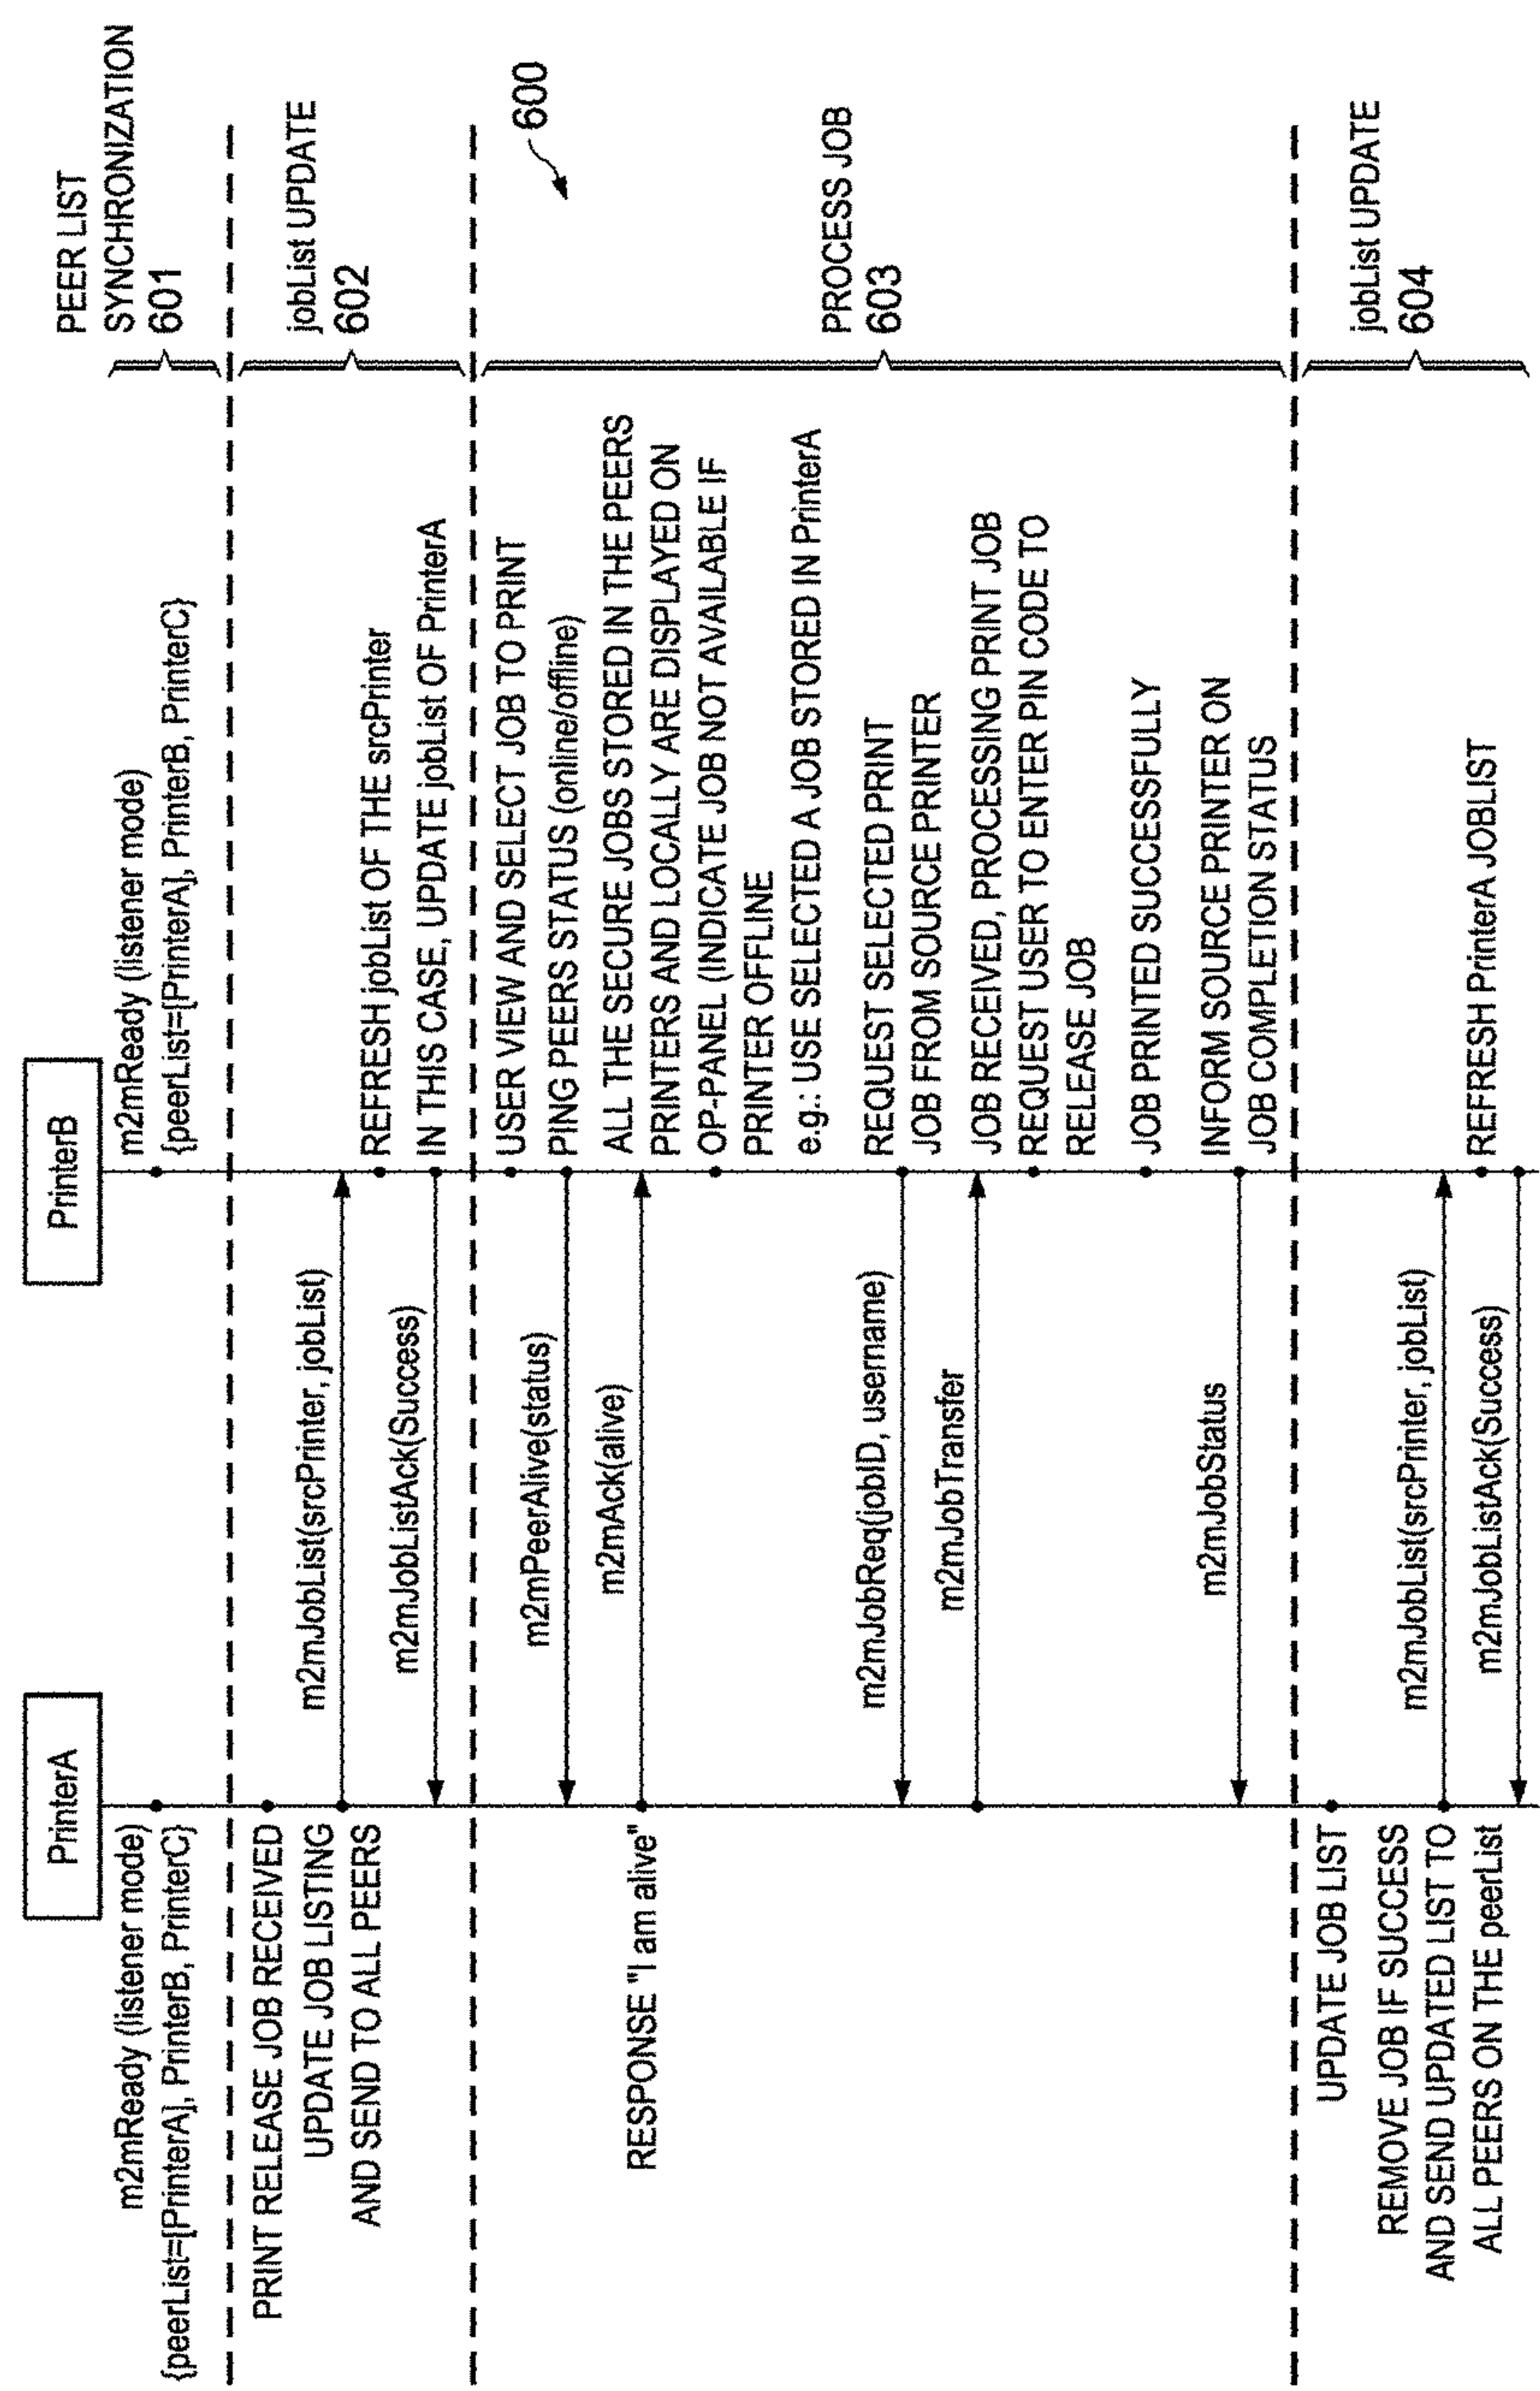 PrinterA
PrinterB
m2mReady (listener mode)
{peerList=[PrinterA], PrinterB, PrinterC}
m2mReady (listener mode)
{peerList=[PrinterA], PrinterB, PrinterC}
PEER LIST
SYNCHRONIZATION
601
PRINT RELEASE JOB RECEIVED
UPDATE JOB LISTING
AND SEND TO ALL PEERS
m2mJobList(srcPrinter, jobList)
m2mJobListAck(Success)
REFRESH jobList OF THE srcPrinter
IN THIS CASE, UPDATE jobList OF PrinterA
jobList UPDATE
602
USER VIEW AND SELECT JOB TO PRINT
m2mPeerAlive(status)
PING PEERS STATUS (online/offline)
600
RESPONSE "I am alive"
m2mAck(alive)
ALL THE SECURE JOBS STORED IN THE PEERS
PRINTERS AND LOCALLY ARE DISPLAYED ON
OP-PANEL (INDICATE JOB NOT AVAILABLE IF
PRINTER OFFLINE
e.g.: USE SELECTED A JOB STORED IN PrinterA
PROCESS JOB
603
m2mJobReq(jobID, username)
REQUEST SELECTED PRINT
JOB FROM SOURCE PRINTER
m2mJobTransfer
JOB RECEIVED, PROCESSING PRINT JOB
REQUEST USER TO ENTER PIN CODE TO
RELEASE JOB
JOB PRINTED SUCCESSFULLY
m2mJobStatus
INFORM SOURCE PRINTER ON
JOB COMPLETION STATUS
UPDATE JOB LIST
REMOVE JOB IF SUCCESS
AND SEND UPDATED LIST TO
ALL PEERS ON THE peerList
m2mJobList(srcPrinter, jobList)
m2mJobListAck(Success)
REFRESH PrinterA JOBLIST
jobList UPDATE
604